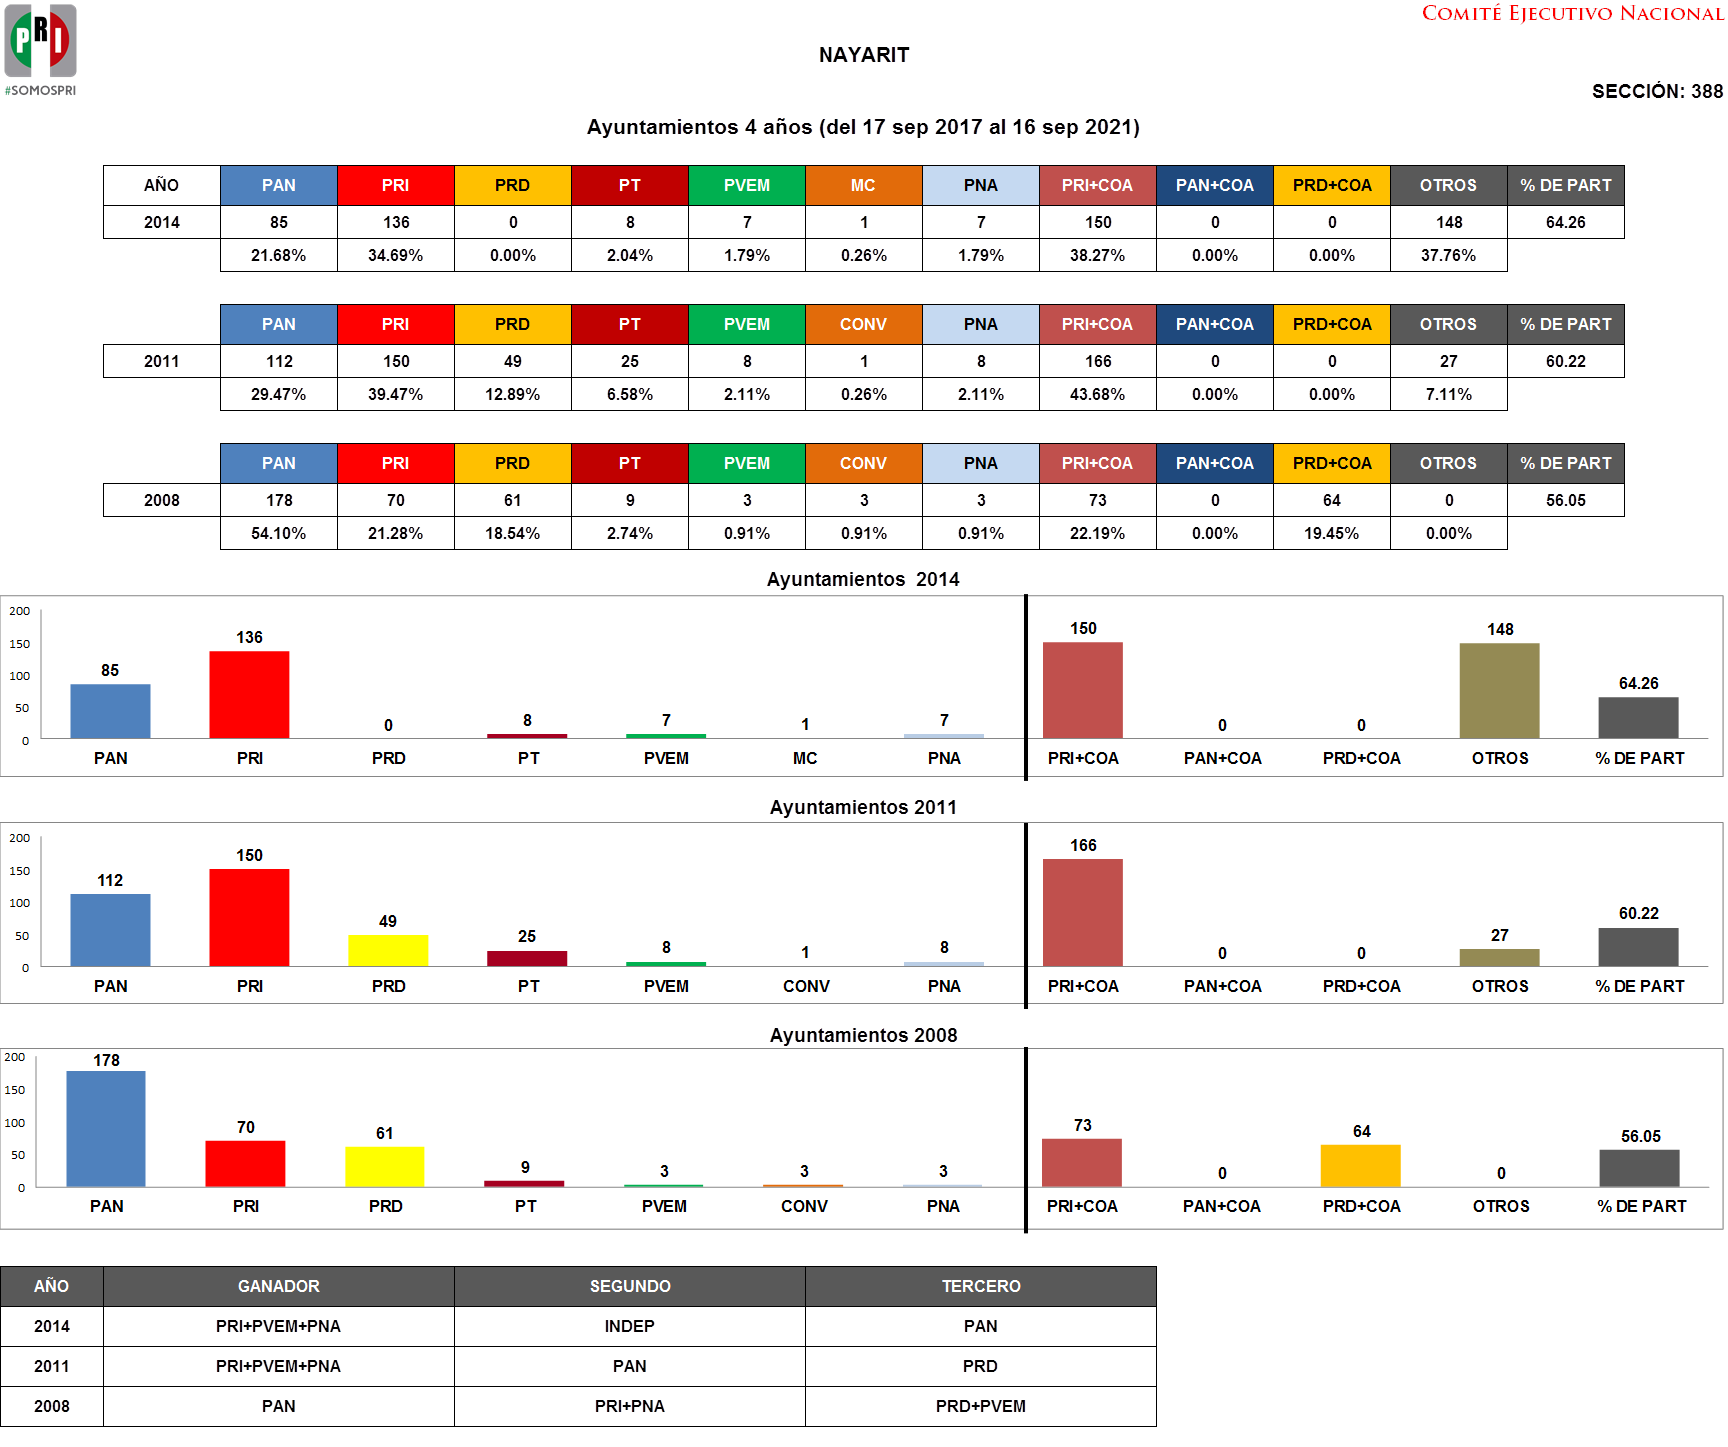 COMITÉ EJECUTIVO NACIONAL
PRI
#SOMOSPRI
NAYARIT
SECCIÓN: 388
Ayuntamientos 4 años (del 17 sep 2017 al 16 sep 2021)
AÑO PAN PRI PRD PT PVEM MC PNA PRI+COA PAN+COA PRD+COA OTROS % DE PART
2014 85 136 0 8 7 1 7 150 0 0 148 64.26
21.68% 34.69% 0.00% 2.04% 1.79% 0.26% 1.79% 38.27% 0.00% 0.00% 37.76%
PAN PRI PRD PT PVEM CONV PNA PRI+COA PAN+COA PRD+COA OTROS % DE PART
2011 112 150 49 25 8 1 8 166 0 0 27 60.22
29.47% 39.47% 12.89% 6.58% 2.11% 0.26% 2.11% 43.68% 0.00% 0.00% 7.11%
PAN PRI PRD PT PVEM CONV PNA PRI+COA PAN+COA PRD+COA OTROS % DE PART
2008 178 70 61 9 3 3 3 73 0 64 0 56.05
54.10% 21.28% 18.54% 2.74% 0.91% 0.91% 0.91% 22.19% 0.00% 19.45% 0.00%
Ayuntamientos 2014
200
150
100
50
0
85 136 0 8 7 1 7 150 0 0 148 64.26
PAN PRI PRD PT PVEM MC PNA PRI+COA PAN+COA PRD+COA OTROS % DE PART
Ayuntamientos 2011
200
150
100
50
0
112 150 49 25 8 1 8 166 0 0 27 60.22
PAN PRI PRD PT PVEM CONV PNA PRI+COA PAN+COA PRD+COA OTROS % DE PART
Ayuntamientos 2008
200
150
100
50
0
178 70 61 9 3 3 3 73 0 64 0 56.05
PAN PRI PRD PT PVEM CONV PNA PRI+COA PAN+COA PRD+COA OTROS % DE PART
AÑO GANADOR SEGUNDO TERCERO
2014 PRI+PVEM+PNA INDEP PAN
2011 PRI+PVEM+PNA PAN PRD
2008 PAN PRI+PNA PRD+PVEM